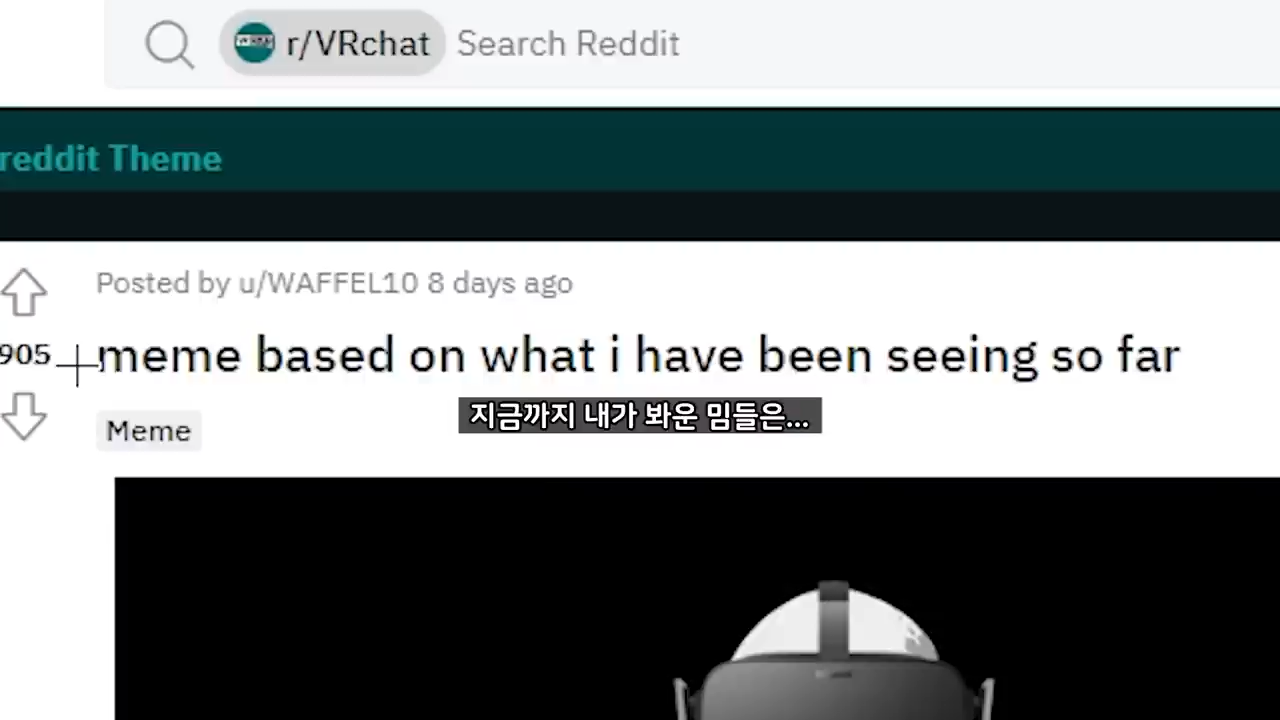 r/VRchat Search Reddit
reddit Theme
Posted by u/WAFFEL10 8 days ago
905
meme based on what i have been seeing so far
지금까지 내가 봐운 밈들은...
Meme